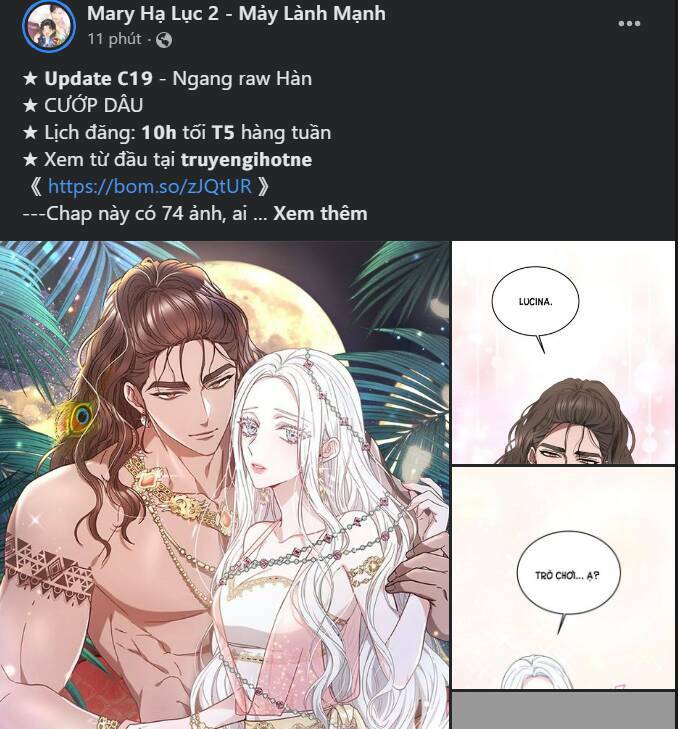 Mary Hạ Lục 2 - Mảy Lành Mạnh
11 phút ·
★ Update C19 - Ngang raw Hàn
★ CƯỚP DÂU
★ Lịch đăng: 10h tối T5 hàng tuần
★ Xem từ đầu tại truyengihotne
《 https://bom.so/zJQtUR 》
---Chap này có 74 ảnh, ai ... Xem thêm
LUCINA.
TRÒ CHƠI... Ạ?